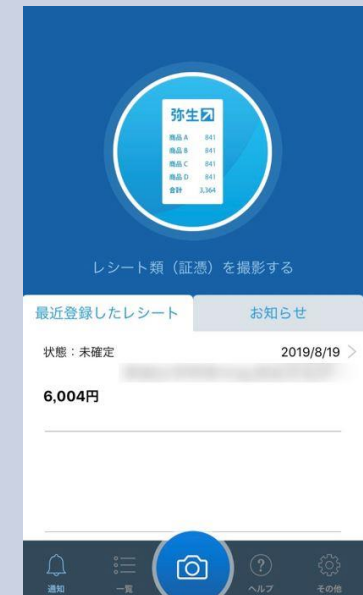 弥生
商品 A 841
商品 B 841
商品 C 841
商品 D 841
合計 3,364
レシート類（証憑）を撮影する
最近登録したレシート お知らせ
状態：未確定 2019/8/19
6,004円
通知 一覧 ヘルプ その他